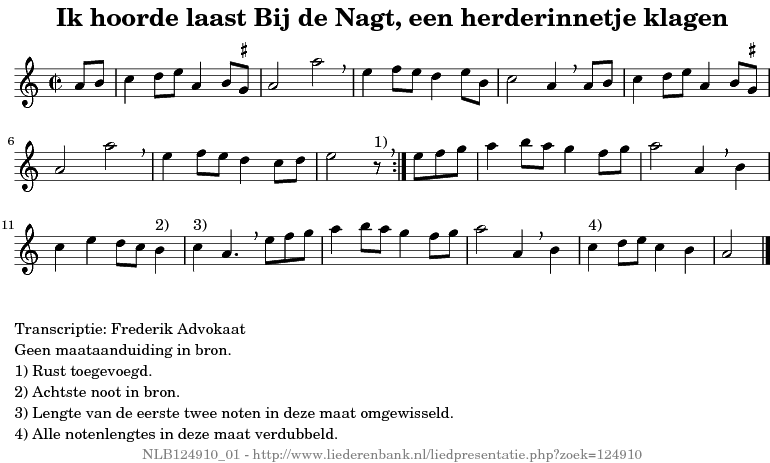 Ik hoorde laast Bij de Nagt, een herderinnetje klagen
6
1)
11
2)
3)
4)
Transcriptie: Frederik Advokaat
Geen maataanduiding in bron.
1) Rust toegevoegd.
2) Achtste noot in bron.
3) Lengte van de eerste twee noten in deze maat omgewisseld.
4) Alle notenlengtes in deze maat verdubbeld.
NLB124910_01 - http://www.liederenbank.nl/liedpresentatie.php?zoek=124910